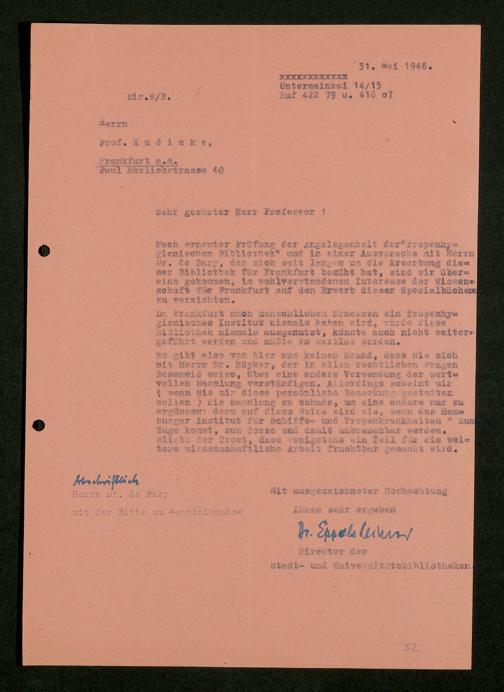 31. Mai 1946.
xxxxxxxxxxxx
Untermainkai 14/15
Ruf 422 79 u. 416 07
Dir.E/R.
Herrn
Prof. K u d i c k e,
Frankfurt a.M.
Paul Ehrlichstrasse 40
Sehr geehrter Herr Professor !
Nach erneuter Prüfung der Angelegenheit der "Tropenhy=
gienischen Bibliothek" und in einer Aussprache mit Herrn
Dr. de Bary, der sich seit langem um die Erwerbung die=
ser Bibliothek für Frankfurt bemüht hat, sind wir über=
eins gekommen, im wohlverstandenen Interesse der Wissen=
schaft für Frankfurt auf den Erwerb dieser Spezialbücherei
zu verzichten.
Da Frankfurt nach menschlichem Ermessen ein Tropenhy=
gienisches Institut niemals haben wird, würde diese
Bibliothek niemals ausgenutzt, könnte auch nicht weiter=
geführt werden und müßte so wertlos werden.
Es gibt also von hier aus keinen Grund, dass Sie sich
mit Herrn Dr. Höpker, der in allen rechtlichen Fragen
Bescheid weiss, über eine andere Verwendung der wert=
vollen Sammlung verständigen. Allerdings scheint mir
( wenn Sie mir diese persönliche Bemerkung gestatten
wollen ) die Sammlung zu schade, um eine andere nur zu
ergänzen: denn auf diese Weise wird sie, wenn das Ham=
burger Institut für Schiffs- und Tropenkrankheiten " zum
Zuge kommt, zum Torso und damit unbrauchbar werden.
Bliebe der Trost, dass wenigstens ein Teil für die wei=
tere wissenschaftliche Arbeit fruchtbar gemacht wird.
Abschriftlich
Herrn Dr. de Bary
mit der Bitte um Kenntnisnahme
Mit ausgezeichneter Hochachtung
Ihnen sehr ergeben
Dr. Eppelsheimer
Direktor der
Stadt- und Universitätsbibliotheken.
52